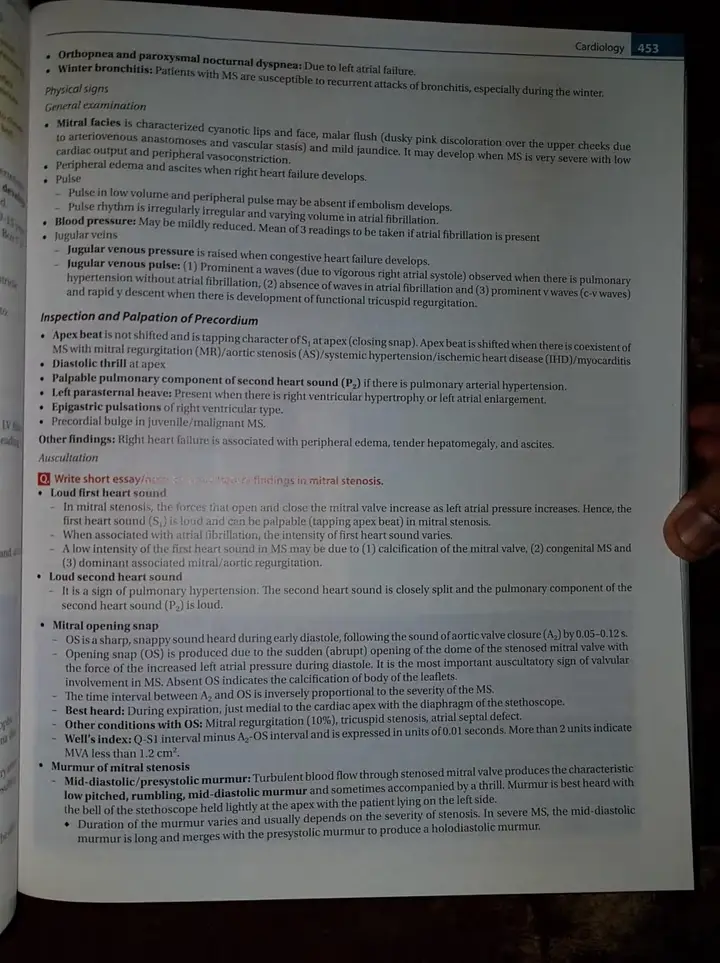 Cardiology 453
• Orthopnea and paroxysmal nocturnal dyspnea: Due to left atrial failure.
• Winter bronchitis: Patients with MS are susceptible to recurrent attacks of bronchitis, especially during the winter.
Physical signs
General examination
• Mitral facies is characterized cyanotic lips and face, malar flush (dusky pink discoloration over the upper cheeks due
to arteriovenous anastomoses and vascular stasis) and mild jaundice. It may develop when MS is very severe with low
cardiac output and peripheral vasoconstriction.
• Peripheral edema and ascites when right heart failure develops.
• Pulse
– Pulse in low volume and peripheral pulse may be absent if embolism develops.
– Pulse rhythm is irregularly irregular and varying volume in atrial fibrillation.
• Blood pressure: May be mildly reduced. Mean of 3 readings to be taken if atrial fibrillation is present
• Jugular veins
– Jugular venous pressure is raised when congestive heart failure develops.
– Jugular venous pulse: (1) Prominent a waves (due to vigorous right atrial systole) observed when there is pulmonary
hypertension without atrial fibrillation, (2) absence of waves in atrial fibrillation and (3) prominent v waves (c-v waves)
and rapid y descent when there is development of functional tricuspid regurgitation.
Inspection and Palpation of Precordium
• Apex beat is not shifted and is tapping character of S₁ at apex (closing snap). Apex beat is shifted when there is coexistent of
MS with mitral regurgitation (MR)/aortic stenosis (AS)/systemic hypertension/ischemic heart disease (IHD)/myocarditis
• Diastolic thrill at apex
• Palpable pulmonary component of second heart sound (P₂) if there is pulmonary arterial hypertension.
• Left parasternal heave: Present when there is right ventricular hypertrophy or left atrial enlargement.
• Epigastric pulsations of right ventricular type.
• Precordial bulge in juvenile/malignant MS.
Other findings: Right heart failure is associated with peripheral edema, tender hepatomegaly, and ascites.
Auscultation
Q. Write short essay/ findings in mitral stenosis.
• Loud first heart sound
– In mitral stenosis, the forces that open and close the mitral valve increase as left atrial pressure increases. Hence, the
first heart sound (S₁) is loud and can be palpable (tapping apex beat) in mitral stenosis.
– When associated with atrial fibrillation, the intensity of first heart sound varies.
– A low intensity of the first heart sound in MS may be due to (1) calcification of the mitral valve, (2) congenital MS and
(3) dominant associated mitral/aortic regurgitation.
• Loud second heart sound
– It is a sign of pulmonary hypertension. The second heart sound is closely split and the pulmonary component of the
second heart sound (P₂) is loud.
• Mitral opening snap
– OS is a sharp, snappy sound heard during early diastole, following the sound of aortic valve closure (A₂) by 0.05–0.12 s.
– Opening snap (OS) is produced due to the sudden (abrupt) opening of the dome of the stenosed mitral valve with
the force of the increased left atrial pressure during diastole. It is the most important auscultatory sign of valvular
involvement in MS. Absent OS indicates the calcification of body of the leaflets.
– The time interval between A₂ and OS is inversely proportional to the severity of the MS.
– Best heard: During expiration, just medial to the cardiac apex with the diaphragm of the stethoscope.
– Other conditions with OS: Mitral regurgitation (10%), tricuspid stenosis, atrial septal defect.
– Well's index: Q-S1 interval minus A₂-OS interval and is expressed in units of 0.01 seconds. More than 2 units indicate
MVA less than 1.2 cm².
• Murmur of mitral stenosis
– Mid-diastolic/presystolic murmur: Turbulent blood flow through stenosed mitral valve produces the characteristic
low pitched, rumbling, mid-diastolic murmur and sometimes accompanied by a thrill. Murmur is best heard with
the bell of the stethoscope held lightly at the apex with the patient lying on the left side.
◆ Duration of the murmur varies and usually depends on the severity of stenosis. In severe MS, the mid-diastolic
murmur is long and merges with the presystolic murmur to produce a holodiastolic murmur.